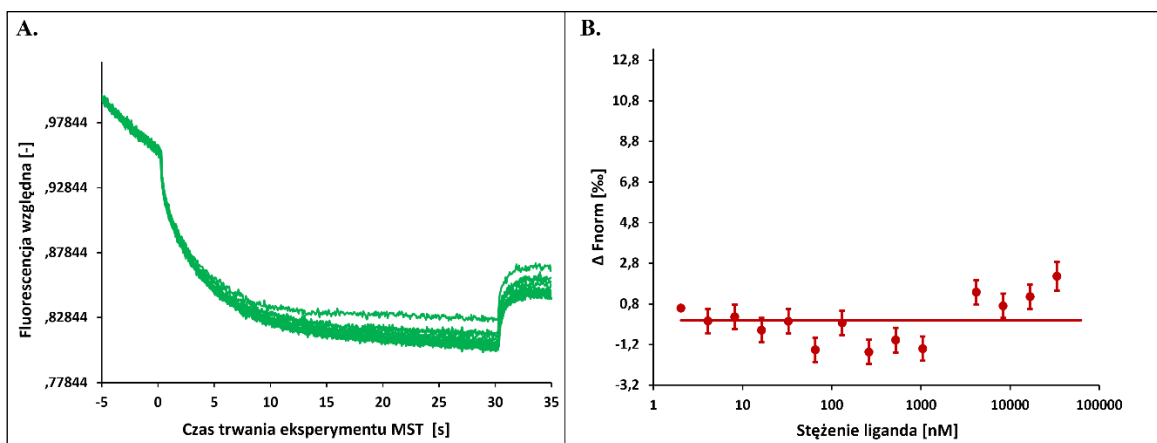 A.
,97844
,92844
,87844
,82844
,77844
-5 0 5 10 15 20 25 30 35
Fluorescencja względna [-]
Czas trwania eksperymentu MST [s]
B.
12,8
10,8
8,8
6,8
4,8
2,8
0,8
-1,2
-3,2
1 10 100 1000 10000 100000
Δ Fnorm [‰]
Stężenie liganda [nM]